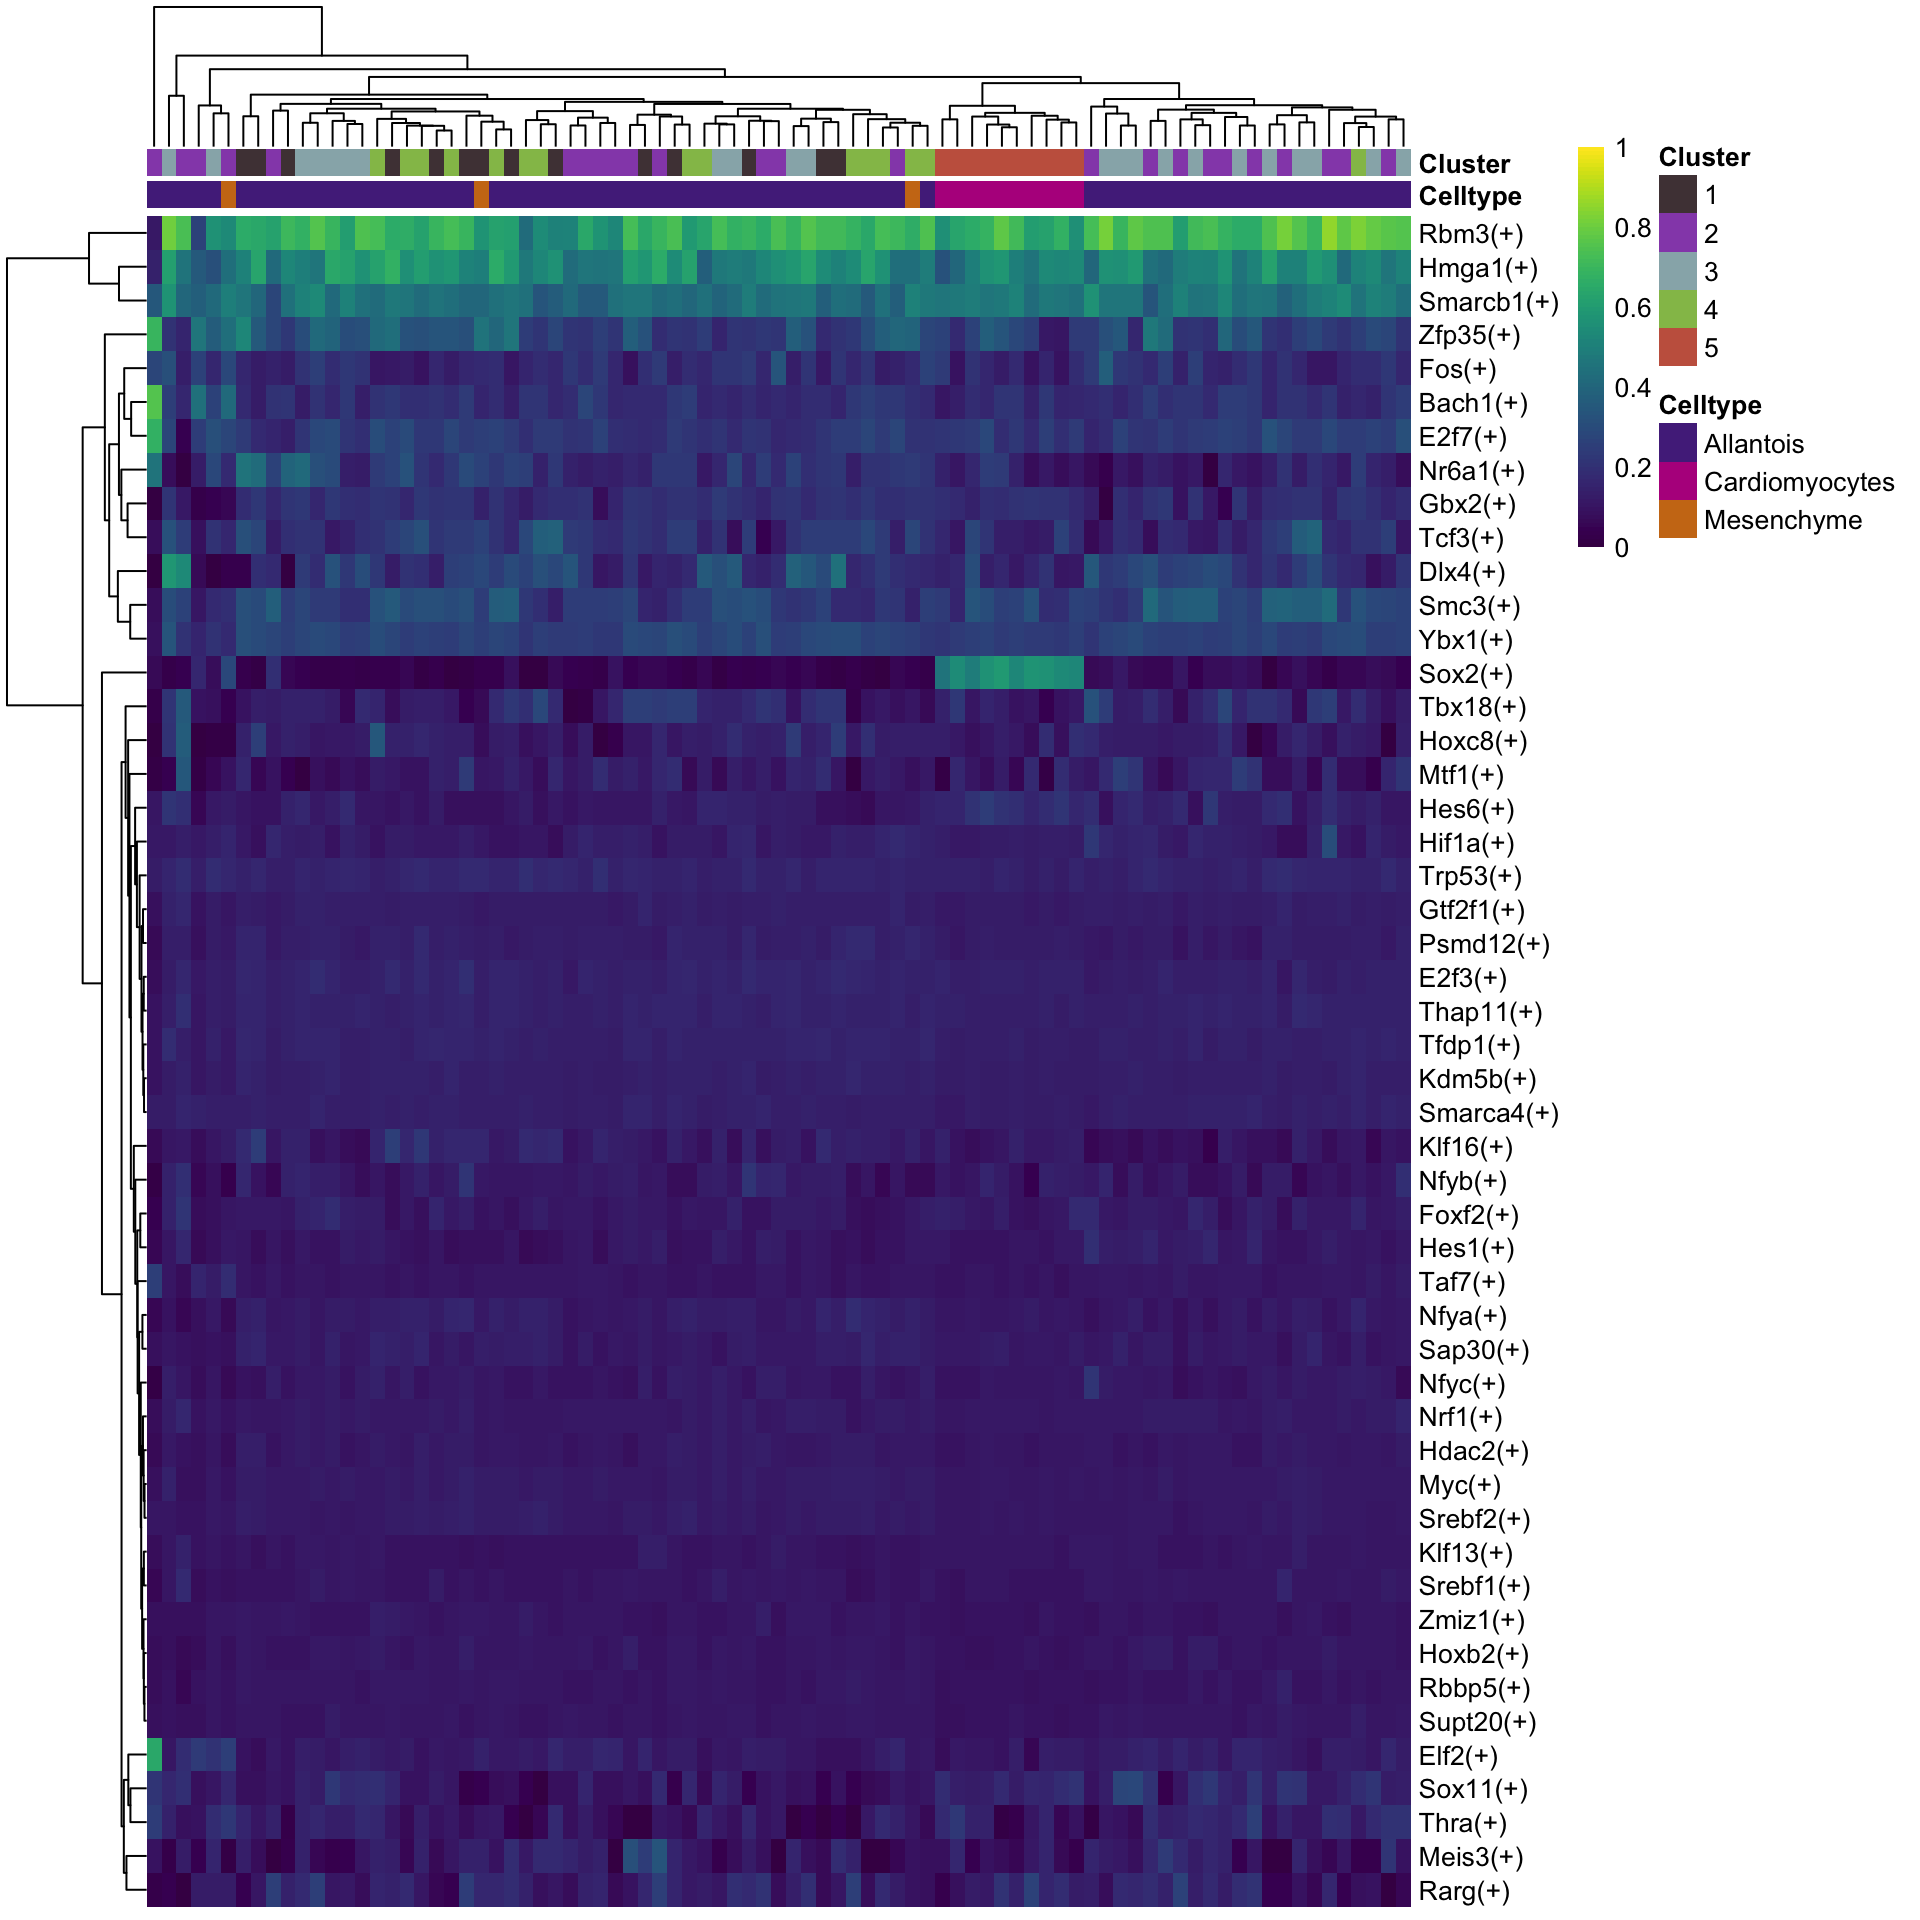 Cluster
Celltype
Rbm3(+)
Hmga1(+)
Smarcb1(+)
Zfp35(+)
Fos(+)
Bach1(+)
E2f7(+)
Nr6a1(+)
Gbx2(+)
Tcf3(+)
Dlx4(+)
Smc3(+)
Ybx1(+)
Sox2(+)
Tbx18(+)
Hoxc8(+)
Mtf1(+)
Hes6(+)
Hif1a(+)
Trp53(+)
Gtf2f1(+)
Psmd12(+)
E2f3(+)
Thap11(+)
Tfdp1(+)
Kdm5b(+)
Smarca4(+)
Klf16(+)
Nfyb(+)
Foxf2(+)
Hes1(+)
Taf7(+)
Nfya(+)
Sap30(+)
Nfyc(+)
Nrf1(+)
Hdac2(+)
Myc(+)
Srebf2(+)
Klf13(+)
Srebf1(+)
Zmiz1(+)
Hoxb2(+)
Rbbp5(+)
Supt20(+)
Elf2(+)
Sox11(+)
Thra(+)
Meis3(+)
Rarg(+)
1
0.8
0.6
0.4
0.2
0
Cluster
1
2
3
4
5
Celltype
Allantois
Cardiomyocytes
Mesenchyme